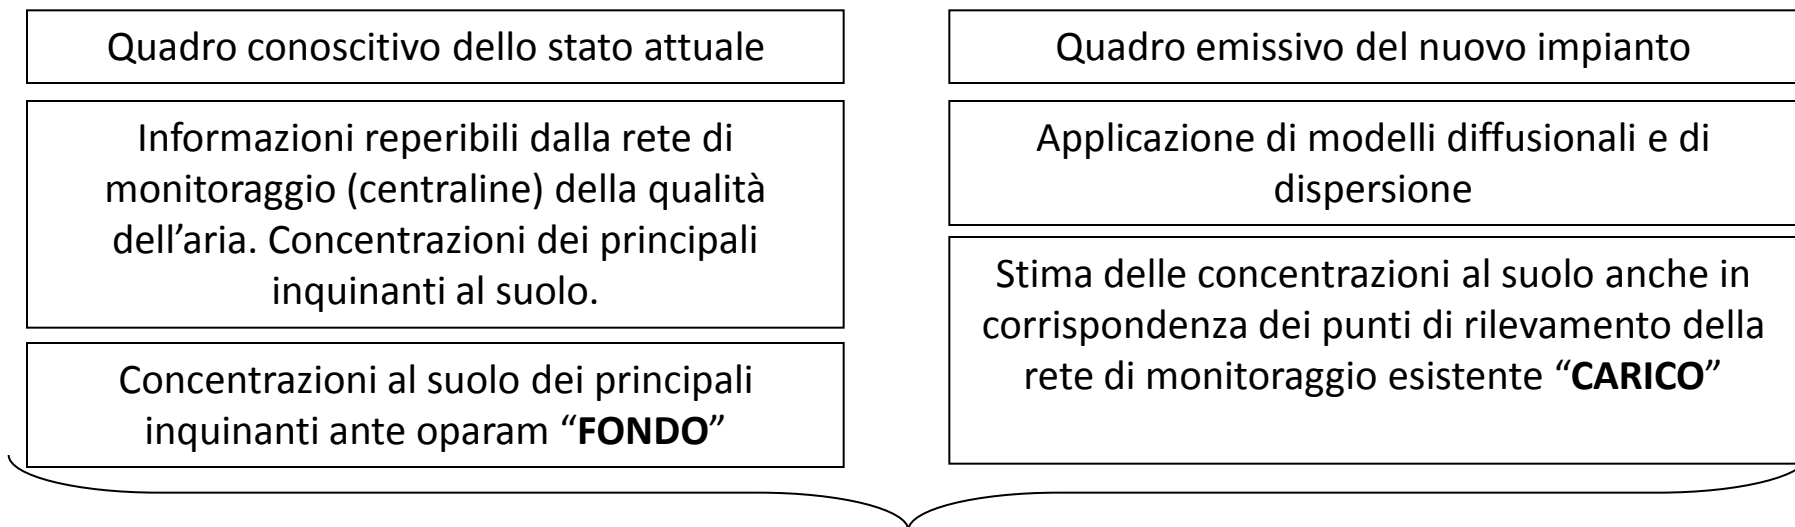 Quadro conoscitivo dello stato attuale
Informazioni reperibili dalla rete di
monitoraggio (centraline) della qualità
dell’aria. Concentrazioni dei principali
inquinanti al suolo.
Concentrazioni al suolo dei principali
inquinanti ante oparam “FONDO”
Quadro emissivo del nuovo impianto
Applicazione di modelli diffusionali e di
dispersione
Stima delle concentrazioni al suolo anche in
corrispondenza dei punti di rilevamento della
rete di monitoraggio esistente “CARICO”